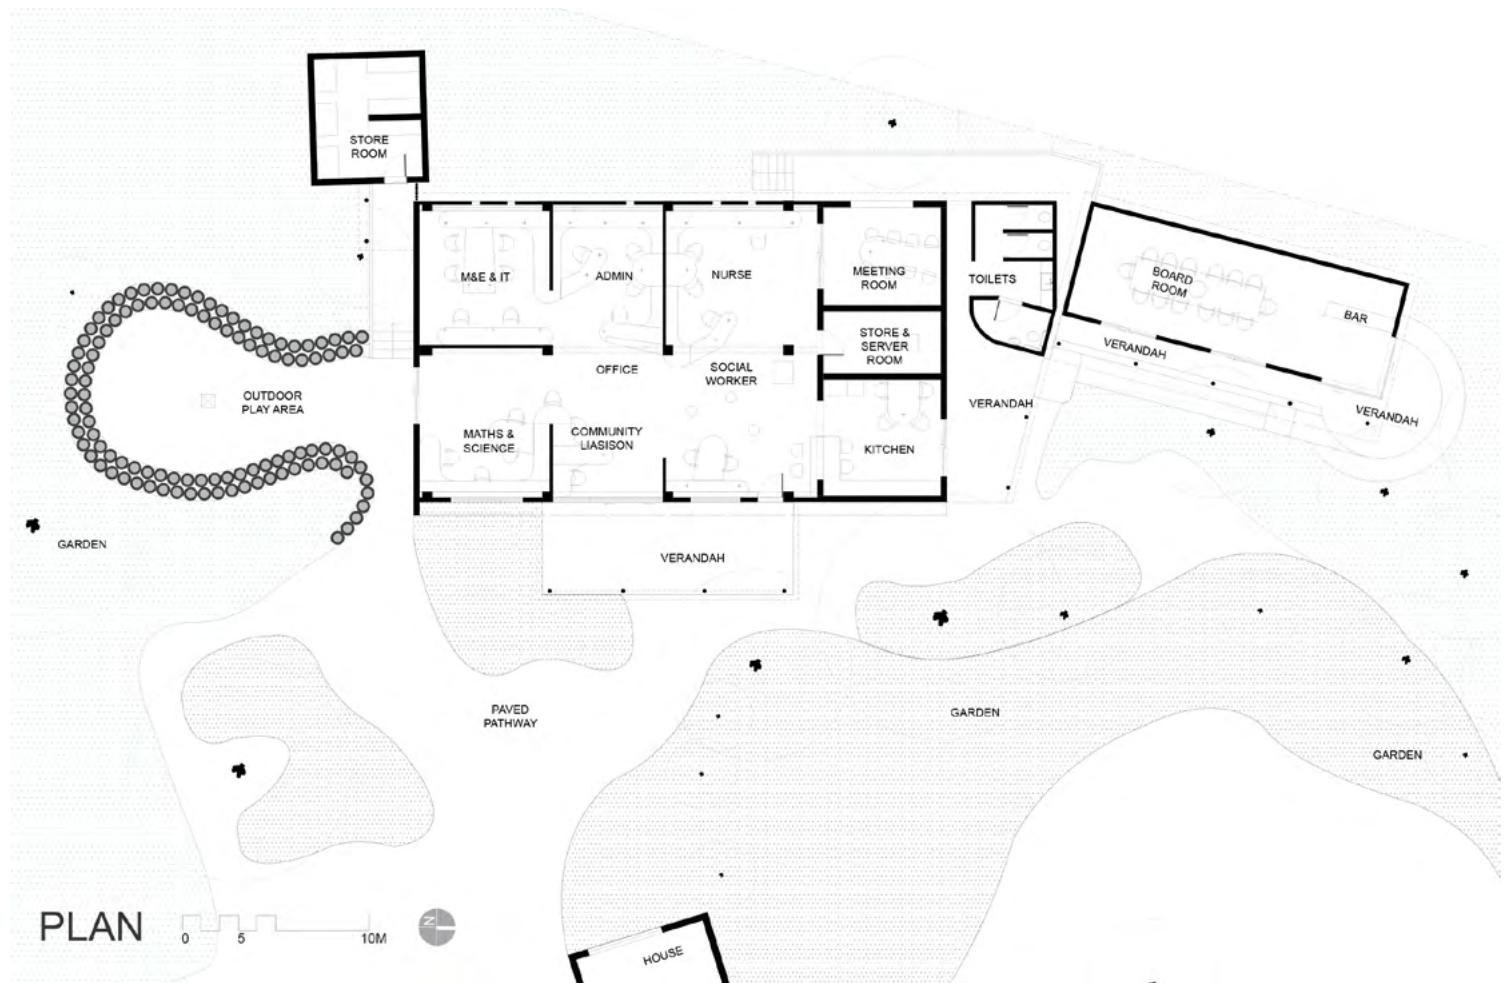 STORE
ROOM
M&E & IT
ADMIN
NURSE
MEETING
ROOM
TOILETS
BOARD
ROOM
BAR
STORE &
SERVER
ROOM
VERANDAH
OFFICE
SOCIAL
WORKER
OUTDOOR
PLAY AREA
VERANDAH
VERANDAH
MATHS &
SCIENCE
COMMUNITY
LIASISON
KITCHEN
GARDEN
VERANDAH
PAVED
PATHWAY
GARDEN
GARDEN
PLAN
0 5 10M
N
HOUSE